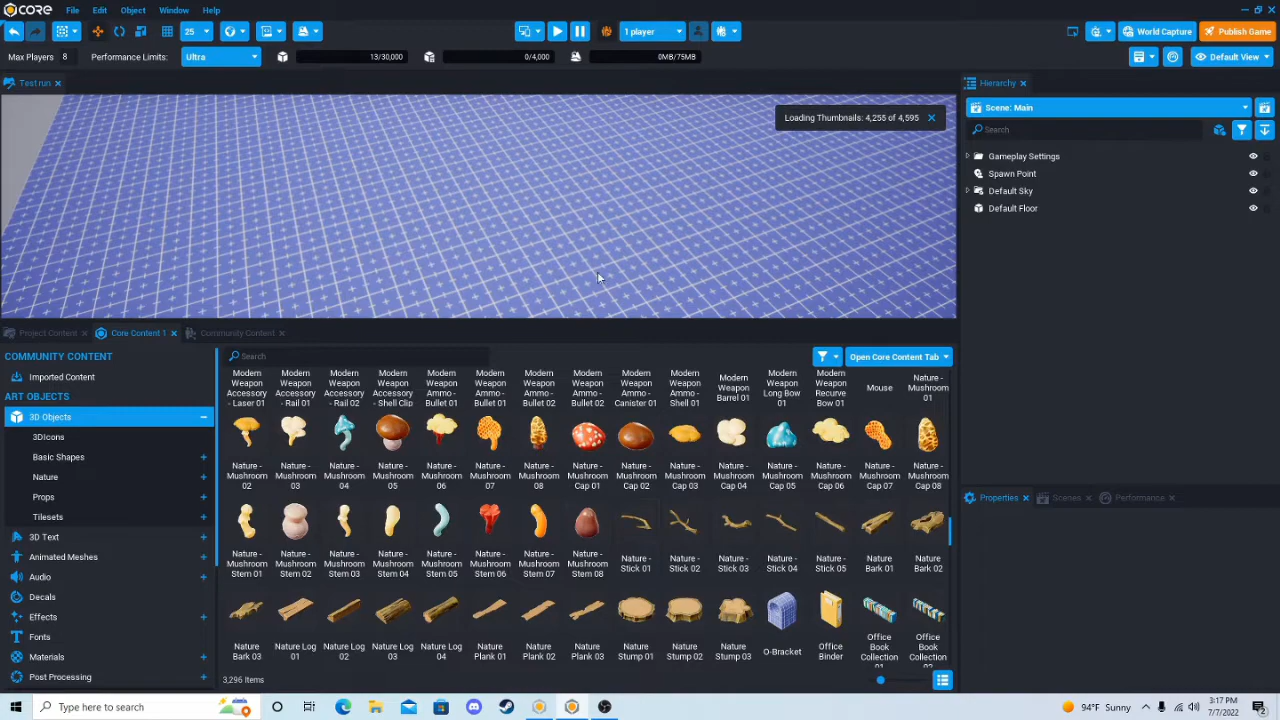 CORE File Edit Object Window Help
25 1 player World Capture Publish Game
Max Players 8 Performance Limits: Ultra 13/30,000 0/4,000 0MB/75MB Default View
Test run Hierarchy
Scene: Main
Loading Thumbnails: 4,255 of 4,595
Search
Gameplay Settings
Spawn Point
Default Sky
Default Floor
Project Content Core Content 1 Community Content
COMMUNITY CONTENT
Imported Content
ART OBJECTS
3D Objects
3DIcons
Basic Shapes
Nature
Props
Tilesets
3D Text
Animated Meshes
Audio
Decals
Effects
Fonts
Materials
Post Processing
Search Open Core Content Tab
Modern Weapon Accessory - Laser 01
Modern Weapon Accessory - Rail 01
Modern Weapon Accessory - Rail 02
Modern Weapon Accessory - Shell Clip
Modern Weapon Ammo - Bullet 01
Modern Weapon Ammo - Bullet 01
Modern Weapon Ammo - Bullet 02
Modern Weapon Ammo - Canister 01
Modern Weapon Ammo - Shell 01
Modern Weapon Barrel 01
Modern Weapon Long Bow 01
Modern Weapon Recurve Bow 01
Mouse
Nature - Mushroom 01
Nature - Mushroom 02
Nature - Mushroom 03
Nature - Mushroom 04
Nature - Mushroom 05
Nature - Mushroom 06
Nature - Mushroom 07
Nature - Mushroom 08
Nature - Mushroom Cap 01
Nature - Mushroom Cap 02
Nature - Mushroom Cap 03
Nature - Mushroom Cap 04
Nature - Mushroom Cap 05
Nature - Mushroom Cap 06
Nature - Mushroom Cap 07
Nature - Mushroom Cap 08
Nature - Mushroom Stem 01
Nature - Mushroom Stem 02
Nature - Mushroom Stem 03
Nature - Mushroom Stem 04
Nature - Mushroom Stem 05
Nature - Mushroom Stem 06
Nature - Mushroom Stem 07
Nature - Mushroom Stem 08
Nature - Stick 01
Nature - Stick 02
Nature - Stick 03
Nature - Stick 04
Nature - Stick 05
Nature Bark 01
Nature Bark 02
Nature Bark 03
Nature Log 01
Nature Log 02
Nature Log 03
Nature Log 04
Nature Plank 01
Nature Plank 02
Nature Plank 03
Nature Stump 01
Nature Stump 02
Nature Stump 03
O-Bracket
Office Binder
Office Book Collection 01
Office Book Collection 02
3,296 Items
Properties Scenes Performance
Type here to search
94°F Sunny
3:17 PM
7/7/2022
2